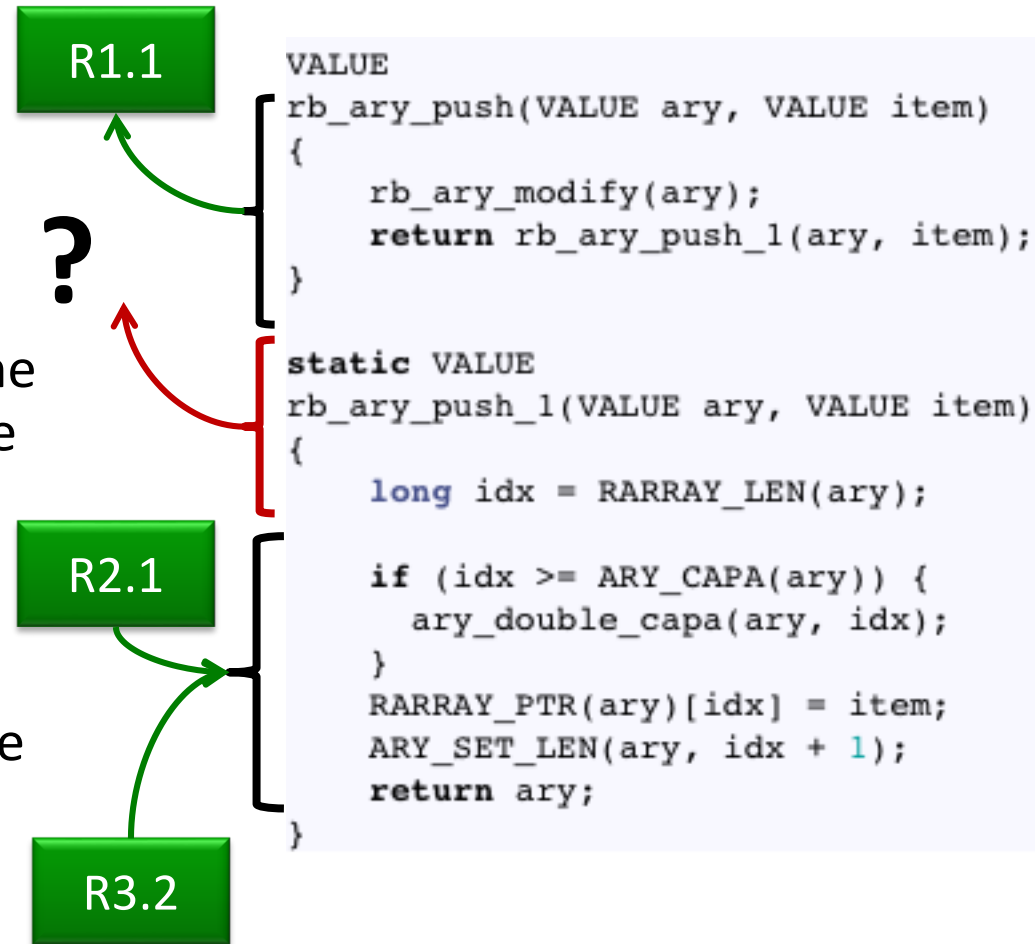 R1.1
?
ne
e
R2.1
e
R3.2
VALUE
rb_ary_push(VALUE ary, VALUE item)
{
    rb_ary_modify(ary);
    return rb_ary_push_1(ary, item);
}
static VALUE
rb_ary_push_1(VALUE ary, VALUE item)
{
    long idx = RARRAY_LEN(ary);
    if (idx >= ARY_CAPA(ary)) {
      ary_double_capa(ary, idx);
    }
    RARRAY_PTR(ary)[idx] = item;
    ARY_SET_LEN(ary, idx + 1);
    return ary;
}